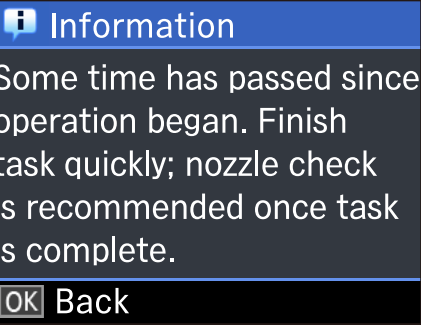 Information
Some time has passed since
operation began. Finish
task quickly; nozzle check
is recommended once task
is complete.
OK Back